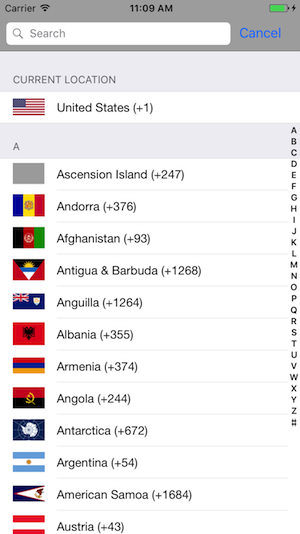 Carrier 11:09 AM
Search Cancel
CURRENT LOCATION
United States (+1)
A
Ascension Island (+247)
Andorra (+376)
Afghanistan (+93)
Antigua & Barbuda (+1268)
Anguilla (+1264)
Albania (+355)
Armenia (+374)
Angola (+244)
Antarctica (+672)
Argentina (+54)
American Samoa (+1684)
Austria (+43)
A
B
C
D
E
F
G
H
I
J
K
L
M
N
O
P
Q
R
S
T
U
V
W
X
Y
Z
#